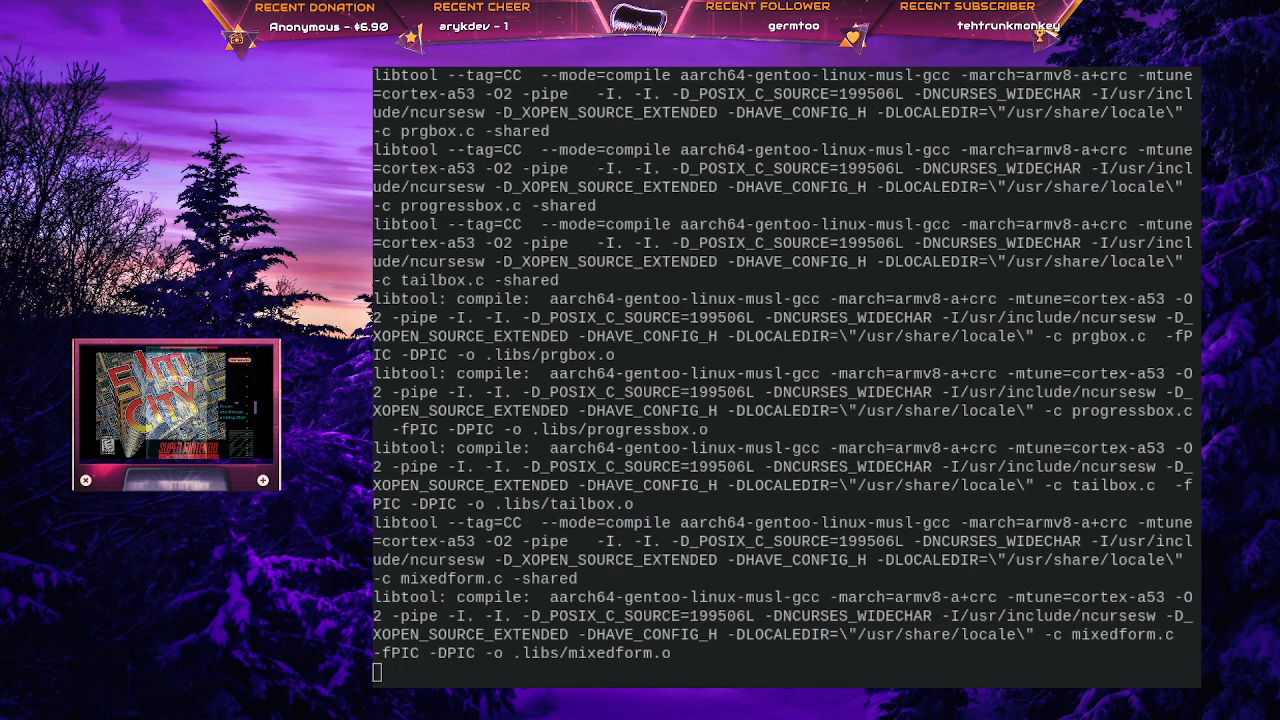 RECENT DONATION
RECENT CHEER
RECENT FOLLOWER
RECENT SUBSCRIBER
Anonymous - $6.90
arykdev - 1
germtoo
tehtrunkmonkey
libtool --tag=CC  --mode=compile aarch64-gentoo-linux-musl-gcc -march=armv8-a+crc -mtune
=cortex-a53 -O2 -pipe   -I. -I. -D_POSIX_C_SOURCE=199506L -DNCURSES_WIDECHAR -I/usr/incl
ude/ncursesw -D_XOPEN_SOURCE_EXTENDED -DHAVE_CONFIG_H -DLOCALEDIR=\"/usr/share/locale\"
-c prgbox.c -shared
libtool --tag=CC  --mode=compile aarch64-gentoo-linux-musl-gcc -march=armv8-a+crc -mtune
=cortex-a53 -O2 -pipe   -I. -I. -D_POSIX_C_SOURCE=199506L -DNCURSES_WIDECHAR -I/usr/incl
ude/ncursesw -D_XOPEN_SOURCE_EXTENDED -DHAVE_CONFIG_H -DLOCALEDIR=\"/usr/share/locale\"
-c progressbox.c -shared
libtool --tag=CC  --mode=compile aarch64-gentoo-linux-musl-gcc -march=armv8-a+crc -mtune
=cortex-a53 -O2 -pipe   -I. -I. -D_POSIX_C_SOURCE=199506L -DNCURSES_WIDECHAR -I/usr/incl
ude/ncursesw -D_XOPEN_SOURCE_EXTENDED -DHAVE_CONFIG_H -DLOCALEDIR=\"/usr/share/locale\"
-c tailbox.c -shared
libtool: compile:  aarch64-gentoo-linux-musl-gcc -march=armv8-a+crc -mtune=cortex-a53 -O
2 -pipe -I. -I. -D_POSIX_C_SOURCE=199506L -DNCURSES_WIDECHAR -I/usr/include/ncursesw -D_
XOPEN_SOURCE_EXTENDED -DHAVE_CONFIG_H -DLOCALEDIR=\"/usr/share/locale\" -c prgbox.c  -fP
IC -DPIC -o .libs/prgbox.o
libtool: compile:  aarch64-gentoo-linux-musl-gcc -march=armv8-a+crc -mtune=cortex-a53 -O
2 -pipe -I. -I. -D_POSIX_C_SOURCE=199506L -DNCURSES_WIDECHAR -I/usr/include/ncursesw -D_
XOPEN_SOURCE_EXTENDED -DHAVE_CONFIG_H -DLOCALEDIR=\"/usr/share/locale\" -c progressbox.c
  -fPIC -DPIC -o .libs/progressbox.o
libtool: compile:  aarch64-gentoo-linux-musl-gcc -march=armv8-a+crc -mtune=cortex-a53 -O
2 -pipe -I. -I. -D_POSIX_C_SOURCE=199506L -DNCURSES_WIDECHAR -I/usr/include/ncursesw -D_
XOPEN_SOURCE_EXTENDED -DHAVE_CONFIG_H -DLOCALEDIR=\"/usr/share/locale\" -c tailbox.c  -f
PIC -DPIC -o .libs/tailbox.o
libtool --tag=CC  --mode=compile aarch64-gentoo-linux-musl-gcc -march=armv8-a+crc -mtune
=cortex-a53 -O2 -pipe   -I. -I. -D_POSIX_C_SOURCE=199506L -DNCURSES_WIDECHAR -I/usr/incl
ude/ncursesw -D_XOPEN_SOURCE_EXTENDED -DHAVE_CONFIG_H -DLOCALEDIR=\"/usr/share/locale\"
-c mixedform.c -shared
libtool: compile:  aarch64-gentoo-linux-musl-gcc -march=armv8-a+crc -mtune=cortex-a53 -O
2 -pipe -I. -I. -D_POSIX_C_SOURCE=199506L -DNCURSES_WIDECHAR -I/usr/include/ncursesw -D_
XOPEN_SOURCE_EXTENDED -DHAVE_CONFIG_H -DLOCALEDIR=\"/usr/share/locale\" -c mixedform.c
-fPIC -DPIC -o .libs/mixedform.o
SIM
CITY
SUPER NINTENDO